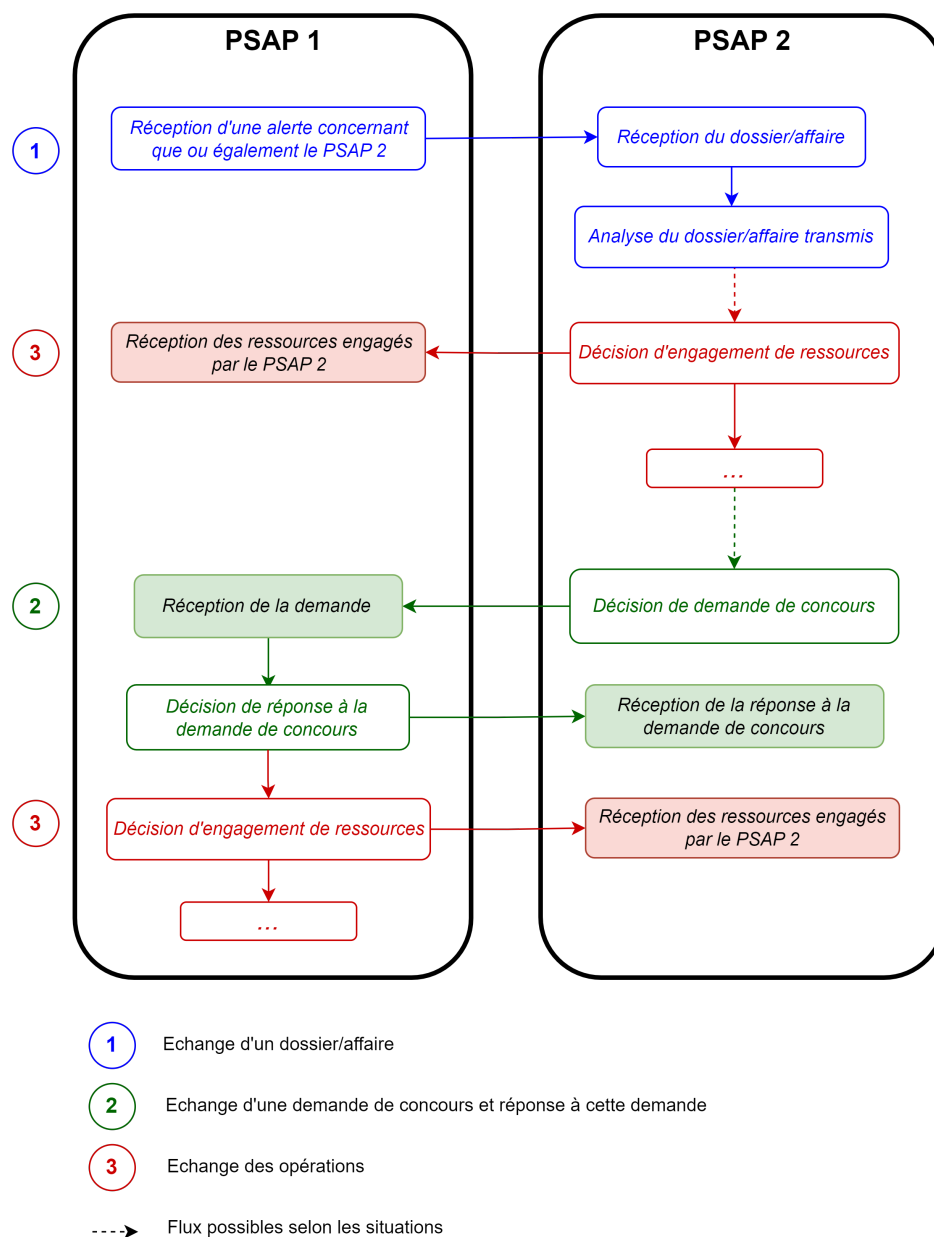 PSAP 1
PSAP 2
1
Réception d'une alerte concernant
que ou également le PSAP 2
Réception du dossier/affaire
Analyse du dossier/affaire transmis
3
Réception des ressources engagés
par le PSAP 2
Décision d'engagement de ressources
...
2
Réception de la demande
Décision de demande de concours
Décision de réponse à la
demande de concours
Réception de la réponse à la
demande de concours
3
Décision d'engagement de ressources
Réception des ressources engagés
par le PSAP 2
...
1
Echange d'un dossier/affaire
2
Echange d'une demande de concours et réponse à cette demande
3
Echange des opérations
Flux possibles selon les situations